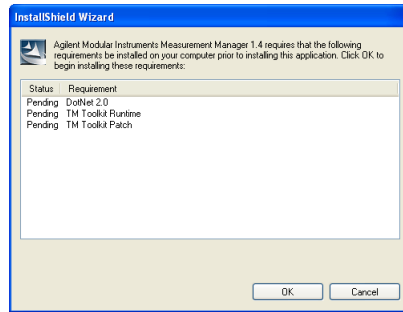 InstallShield Wizard
Agilent Modular Instruments Measurement Manager 1.4 requires that the following
requirements be installed on your computer prior to installing this application. Click OK to
begin installing these requirements:
Status Requirement
Pending DotNet 2.0
Pending TM Toolkit Runtime
Pending TM Toolkit Patch
OK Cancel